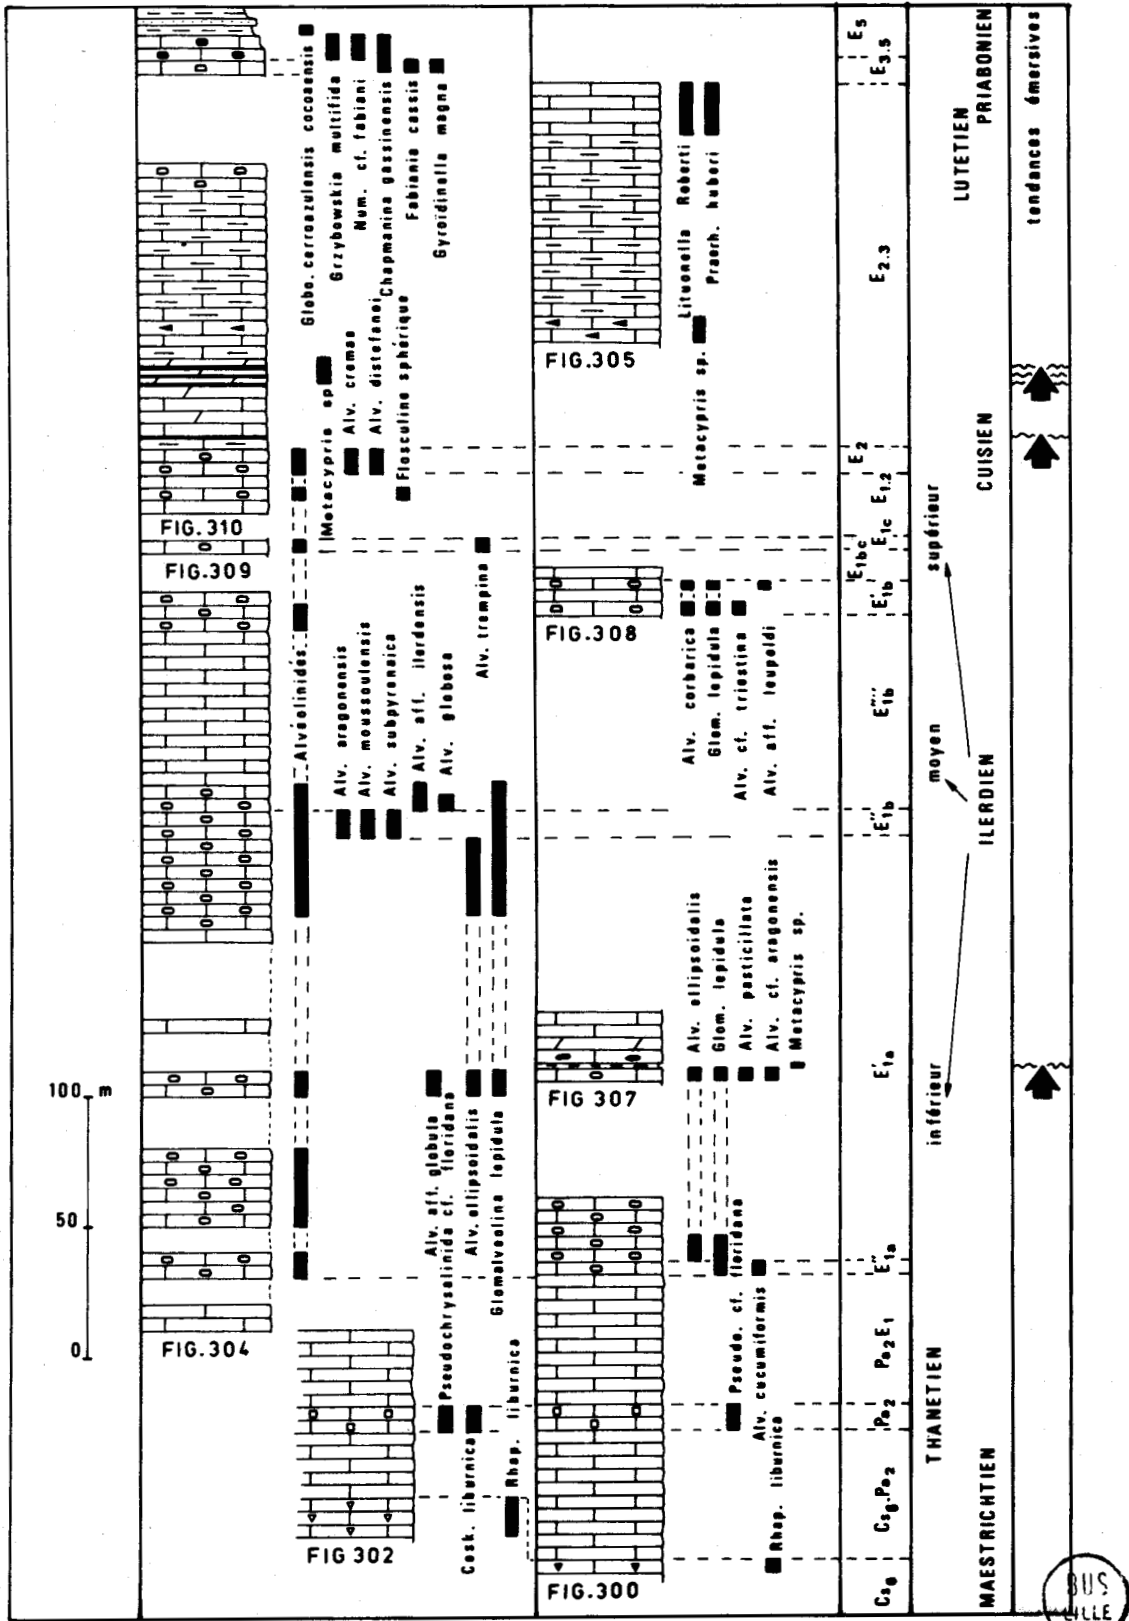 Globo. cerroazulensis cocoaensis
Grzybowskia multifida
Num. cf. fabiani
Chapmanina gassinensis
Fabiania cassis
Gyroidinella magna
Metacypris sp
Alv. cremae
Alv. distefanoi
Flosculine sphérique
FIG.310
FIG.309
Alvéolinidés
Alv. aragonensis
Alv. moussoulensis
Alv. subpyrenaica
Alv. aff. ilerdensis
Alv. globosa
Alv. trempina
100 m
50
0
FIG.304
Alv. aff. globula
Pseudochrysalinida cf. floridana
Alv. ellipsoidalis
Glomalveolina lepidula
FIG 302
Cosk. liburnica
Rhap. liburnica
Lituonella Roberti
Praerh. huberi
Metacypris sp.
FIG.305
FIG.308
Alv. corbarica
Glom. lepidula
Alv. cf. triestina
Alv. aff. leupoldi
Alv. ellipsoidalis
Glom. lepidula
Alv. pasticillata
Alv. cf. aragonensis
Metacypris sp.
FIG 307
Pseudo. cf. floridana
Alv. cucumiformis
Rhap. liburnica
FIG.300
E5
E3.5
E2.3
E2
E1.2
E1c
E1bc
E'1b
E'''1b
E''1b
E'1a
E''1a
Pa2E1
Pa2
Cs6.Pa2
Cs6
PRIABONIEN
LUTETIEN
CUISIEN
supérieur
moyen
ILERDIEN
inférieur
THANETIEN
MAESTRICHTIEN
tendances émersives
BUS
LILLE